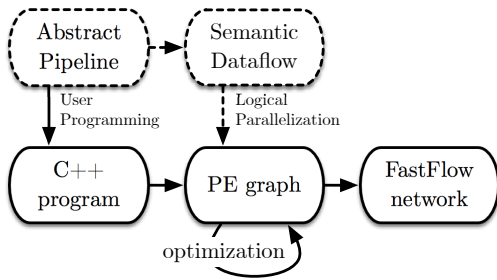 Abstract
Pipeline
Semantic
Dataflow
User
Programming
Logical
Parallelization
C++
program
PE graph
FastFlow
network
optimization